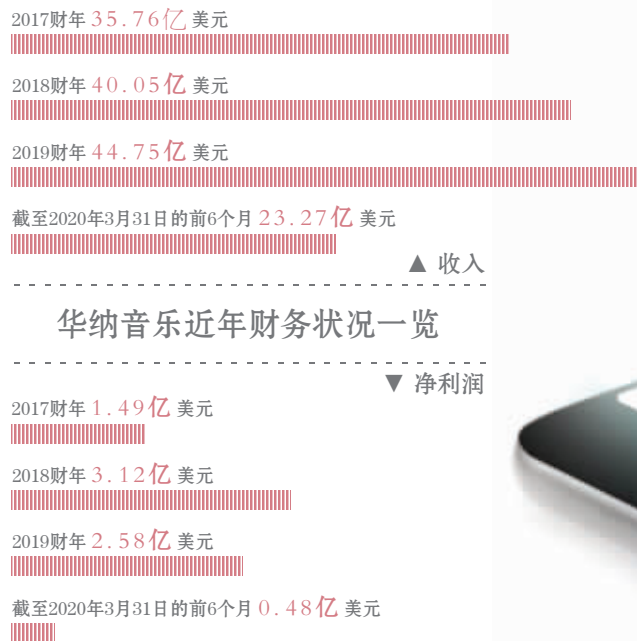 2017财年 35.76亿 美元
2018财年 40.05亿 美元
2019财年 44.75亿 美元
截至2020年3月31日的前6个月 23.27亿 美元
▲ 收入
华纳音乐近年财务状况一览
▼ 净利润
2017财年 1.49亿 美元
2018财年 3.12亿 美元
2019财年 2.58亿 美元
截至2020年3月31日的前6个月 0.48亿 美元